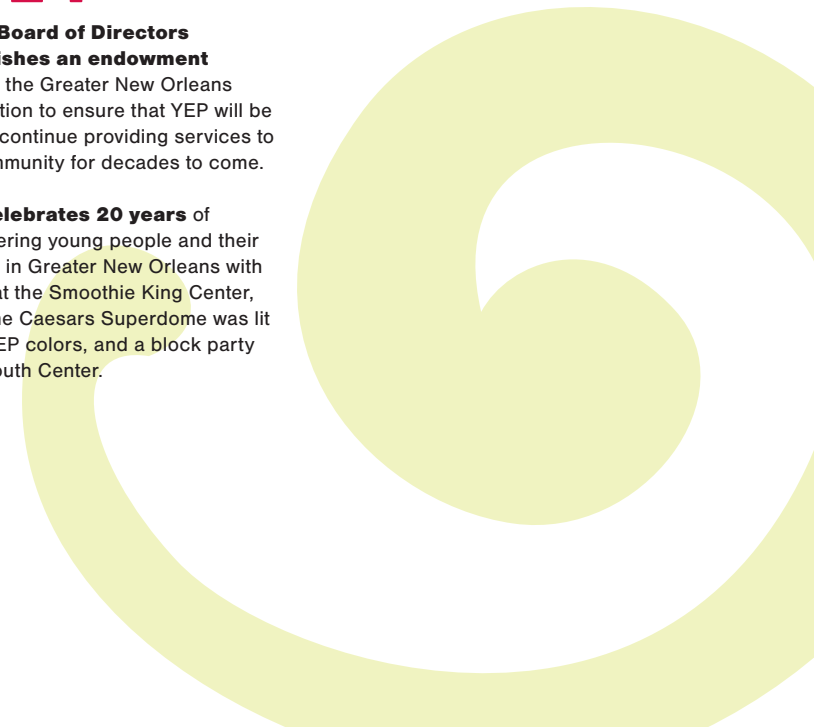 Board of Directors
ishes an endowment
the Greater New Orleans
tion to ensure that YEP will be
continue providing services to
mmunity for decades to come.
elebrates 20 years of
ering young people and their
in Greater New Orleans with
at the Smoothie King Center,
he Caesars Superdome was lit
EP colors, and a block party
outh Center.